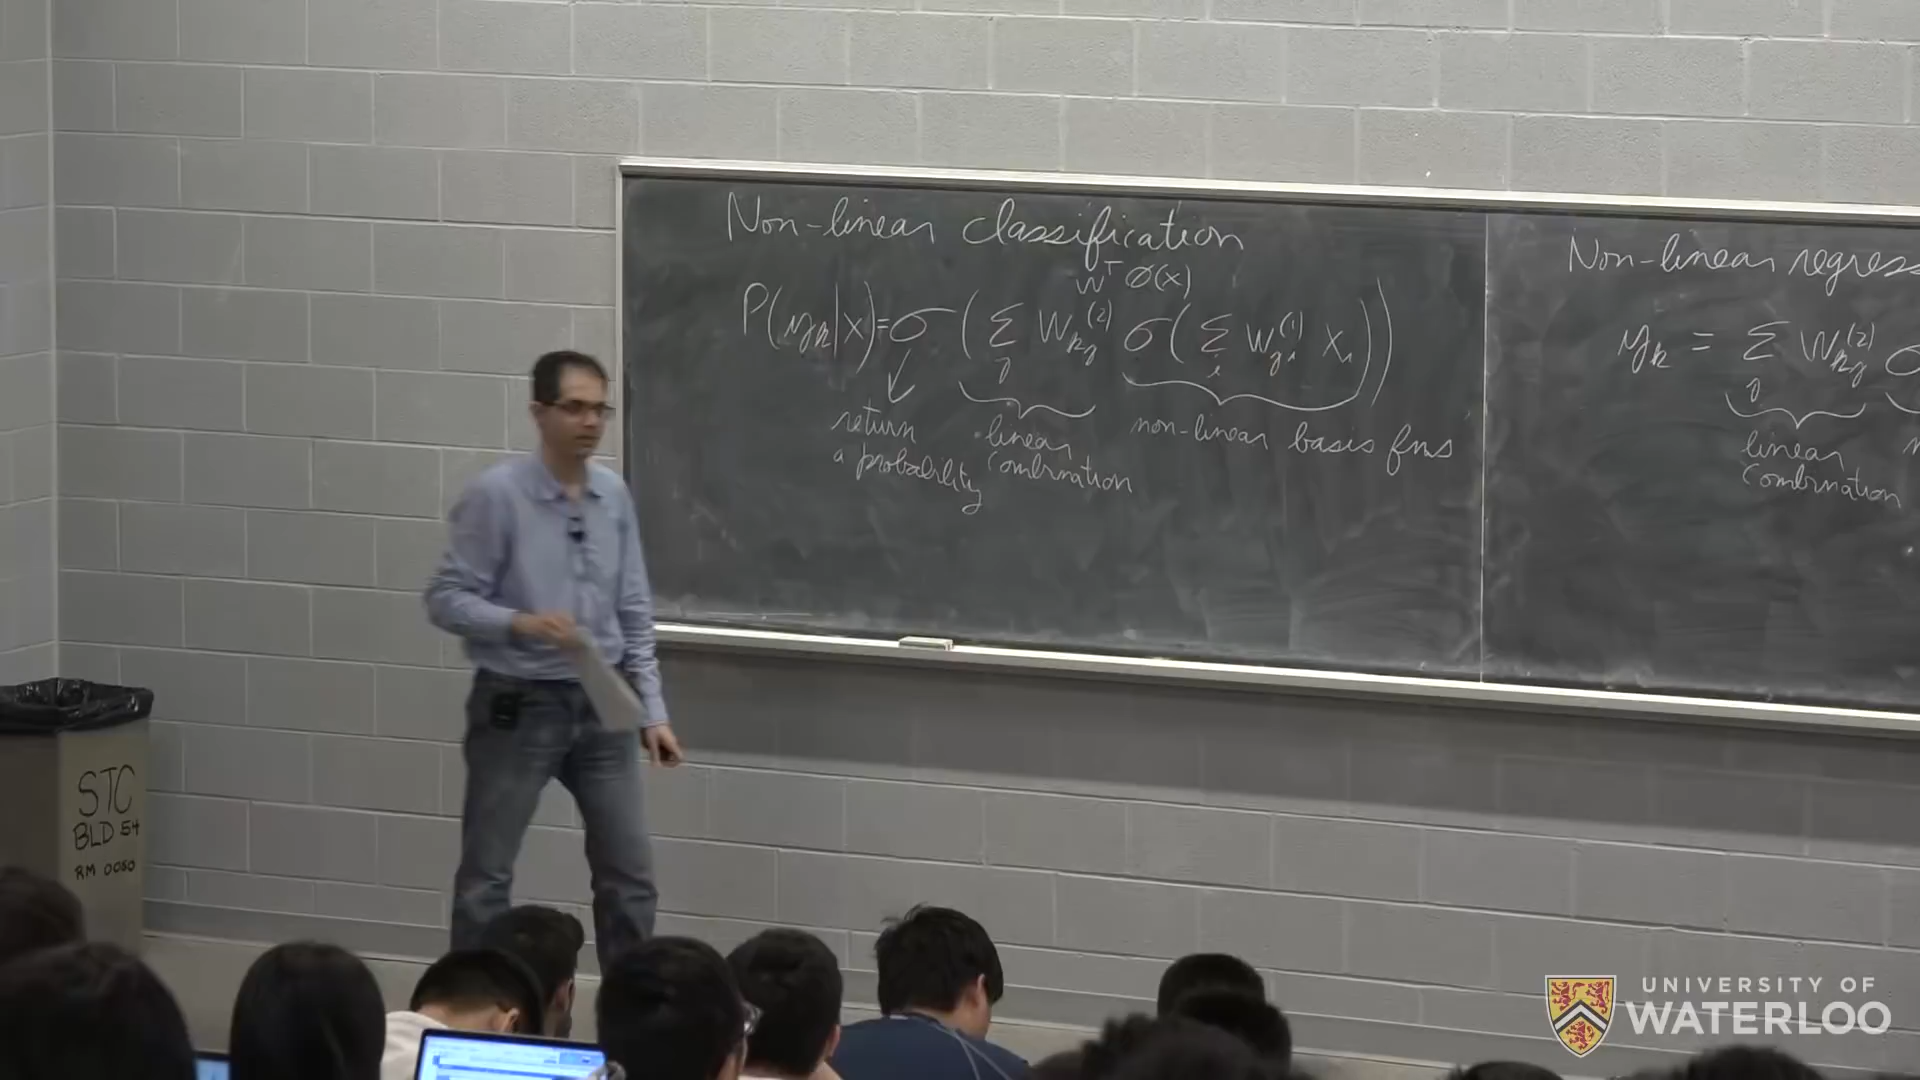 Non-linear classification
wᵀ Ø(x)
P(y_k|x) = σ ( Σ_j w_kj^(2) σ ( Σ_i w_ji^(1) x_i ) )
return
a probability
linear
combination
non-linear basis fns
Non-linear regress
y_k = Σ_j w_kj^(2) σ
linear
combination
n
STC
BLD 54
RM 0050
UNIVERSITY OF
WATERLOO